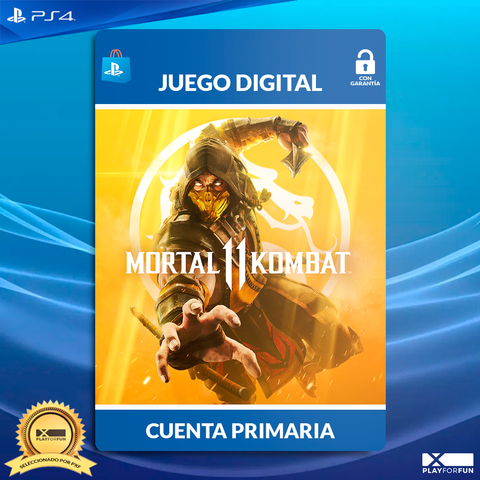 PS4
JUEGO DIGITAL
CON
GARANTÍA
MORTAL 11 KOMBAT
CUENTA PRIMARIA
PLAYFORFUN
SELECCIONADO POR PXF
PLAYFORFUN